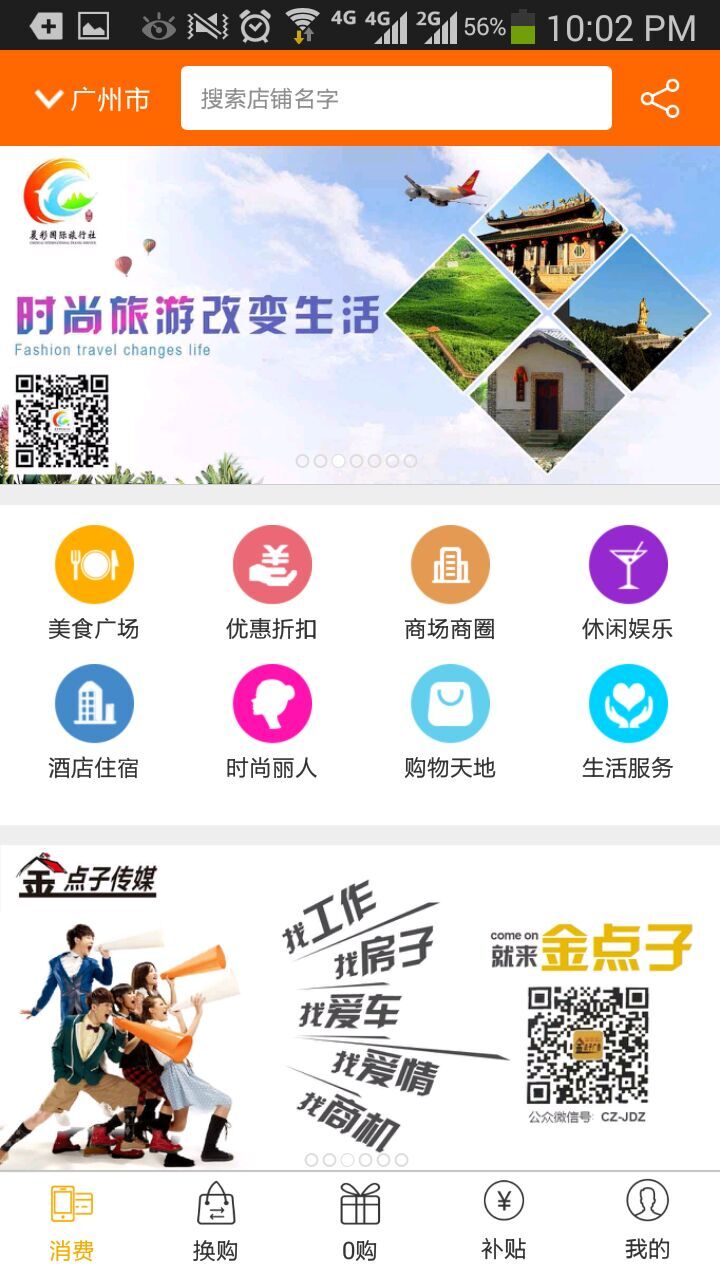 4G 4G 2G 56% 10:02 PM
广州市 搜索店铺名字
晨彩国际旅行社
时尚旅游改变生活
Fashion travel changes life
美食广场 优惠折扣 商场商圈 休闲娱乐
酒店住宿 时尚丽人 购物天地 生活服务
金点子传媒
找工作
找房子
找爱车
找爱情
找商机
come on
就来金点子
公众微信号: CZ-JDZ
消费 换购 0购 补贴 我的